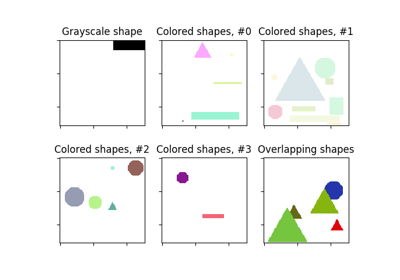 Grayscale shape
Colored shapes, #0
Colored shapes, #1
Colored shapes, #2
Colored shapes, #3
Overlapping shapes